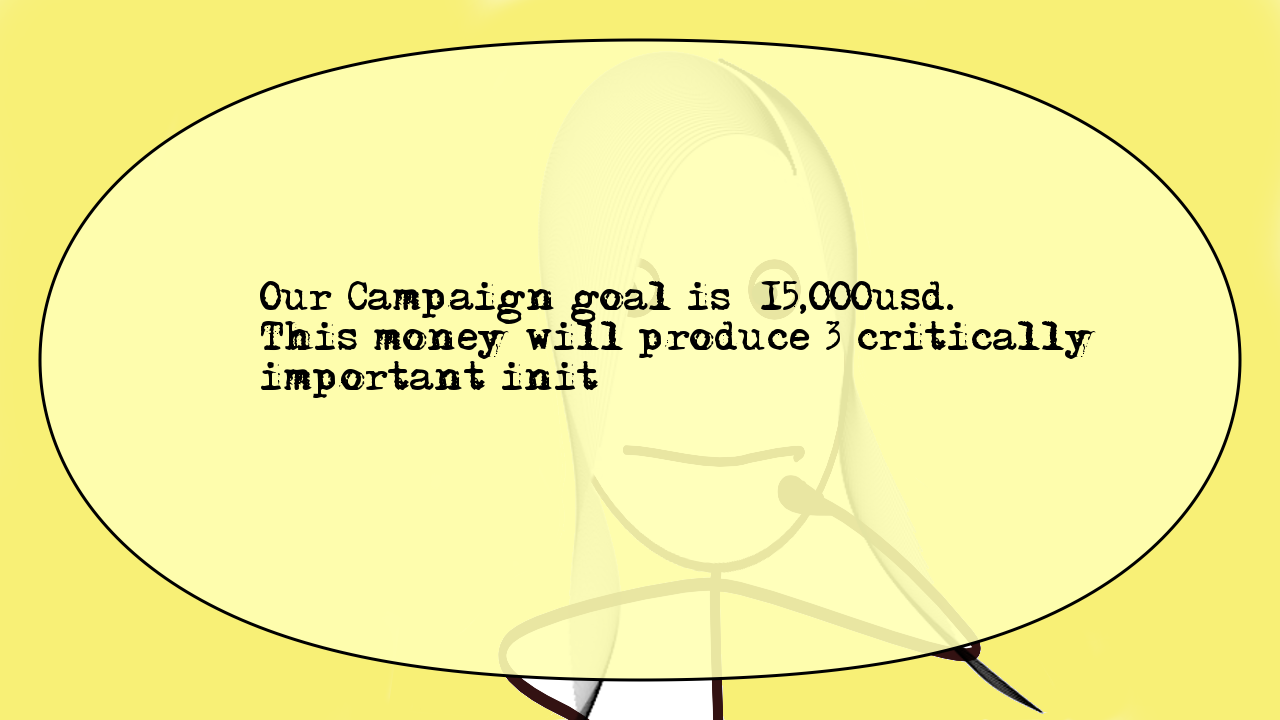 Our Campaign goal is 15,000usd.
This money will produce 3 critically
important init